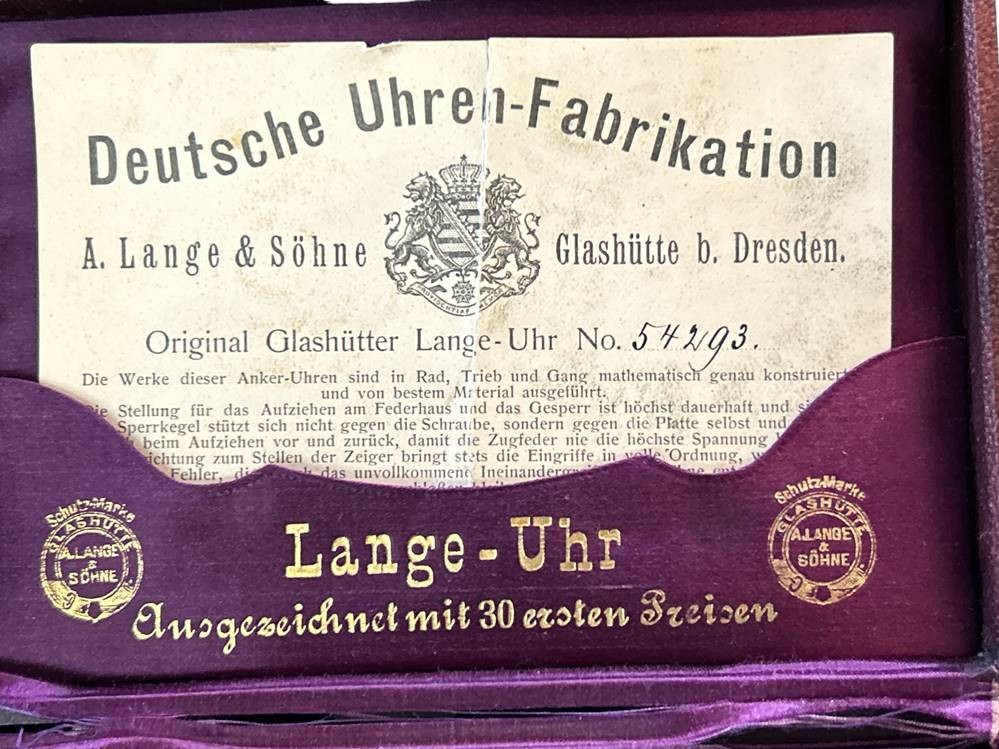 Deutsche Uhren-Fabrikation
A. Lange & Söhne Glashütte b. Dresden.
PROVIDENTIAE MEMOR
Original Glashütter Lange-Uhr No. 54293.
Die Werke dieser Anker-Uhren sind in Rad, Trieb und Gang mathematisch genau konstruiert
und von bestem Material ausgeführt.
Die Stellung für das Aufziehen am Federhaus und das Gesperr ist höchst dauerhaft und
Sperrkegel stützt sich nicht gegen die Schraube, sondern gegen die Platte selbst und
beim Aufziehen vor und zurück, damit die Zugfeder nie die höchste Spannung
ichtung zum Stellen der Zeiger bringt stets die Eingriffe in volle Ordnung,
Fehler, das unvollkommene
Schutz-Marke
GLASHÜTTE
A. LANGE
&
SÖHNE
Lange-Uhr
Ausgezeichnet mit 30 ersten Preisen
Schutz-Marke
GLASHÜTTE
A. LANGE
&
SÖHNE